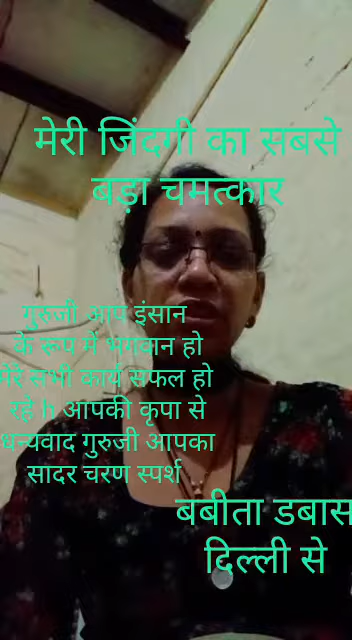 मेरी जिंदगी का सबसे
बड़ा चमत्कार
गुरुजी आप इंसान
के रूप में भगवान हो
मेरे सभी कार्य सफल हो
रहे h आपकी कृपा से
धन्यवाद गुरुजी आपका
सादर चरण स्पर्श
बबीता डबास
दिल्ली से